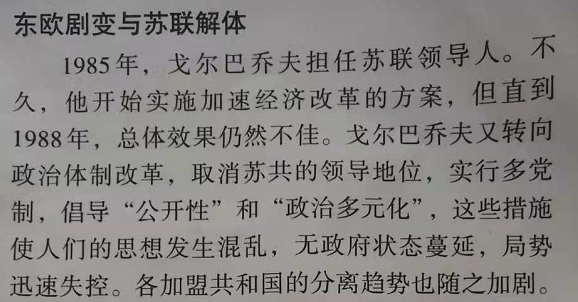 东欧剧变与苏联解体
1985年，戈尔巴乔夫担任苏联领导人。不
久，他开始实施加速经济改革的方案，但直到
1988年，总体效果仍然不佳。戈尔巴乔夫又转向
政治体制改革，取消苏共的领导地位，实行多党
制，倡导“公开性”和“政治多元化”，这些措施
使人们的思想发生混乱，无政府状态蔓延，局势
迅速失控。各加盟共和国的分离趋势也随之加剧。